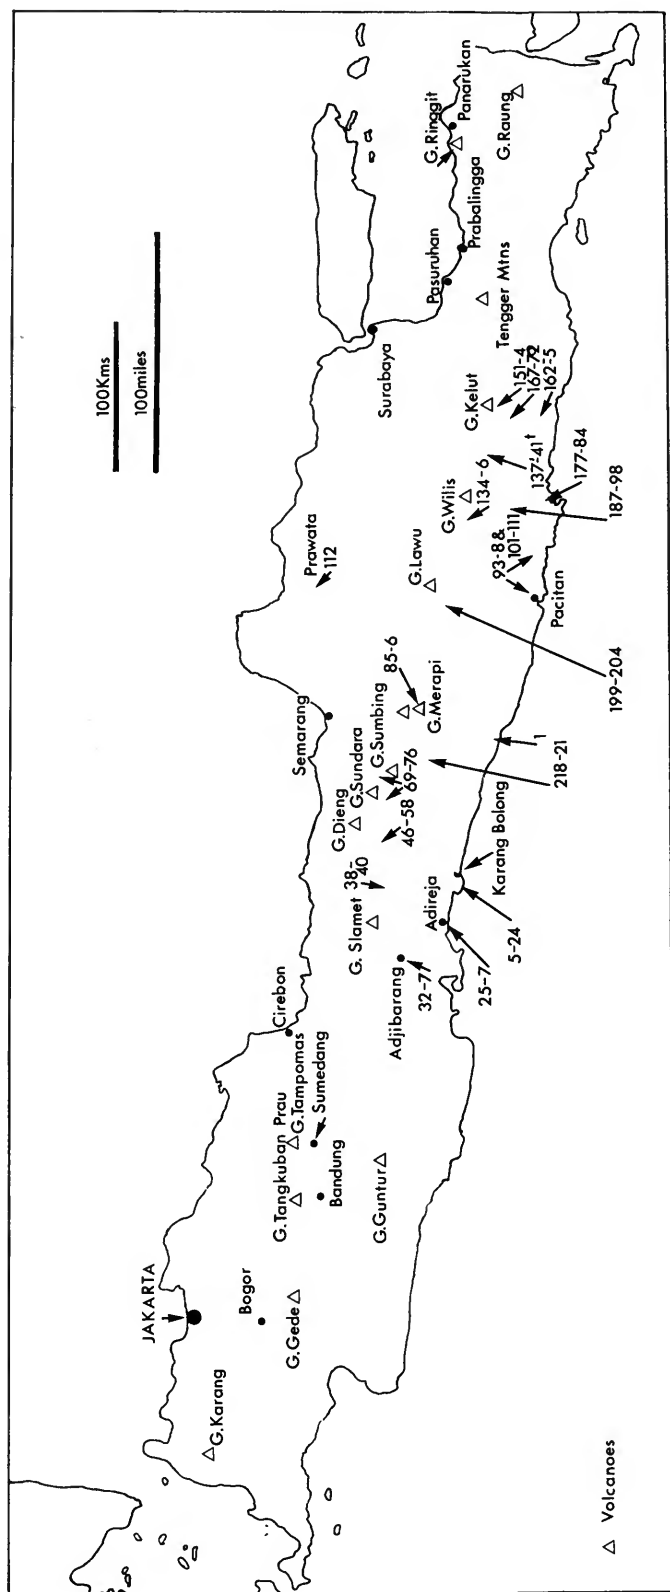 100Kms
100miles
JAKARTA
G.Karang
Bogor
G.Gede
G.Tangkuban Prau
G.Tampomas
Sumedang
Bandung
G.Guntur
Cirebon
Adjibarang
32-77
G. Slamet
38-
40
G.Dieng
G.Sundara
G.Sumbing
46-58
69-76
Semarang
85-6
G.Merapi
Prawata
112
G.Lawu
G.Wilis
134-6
G.Kelut
151-4
167-72
162-5
137-41†
Surabaya
Pasuruhan
Prabalingga
Tengger Mtns
G.Ringgit
Panarukan
G.Raung
Adireja
25-7
5-24
Karang Bolong
1
218-21
199-204
93-8 &
101-111
Pacitan
177-84
187-98
△ Volcanoes